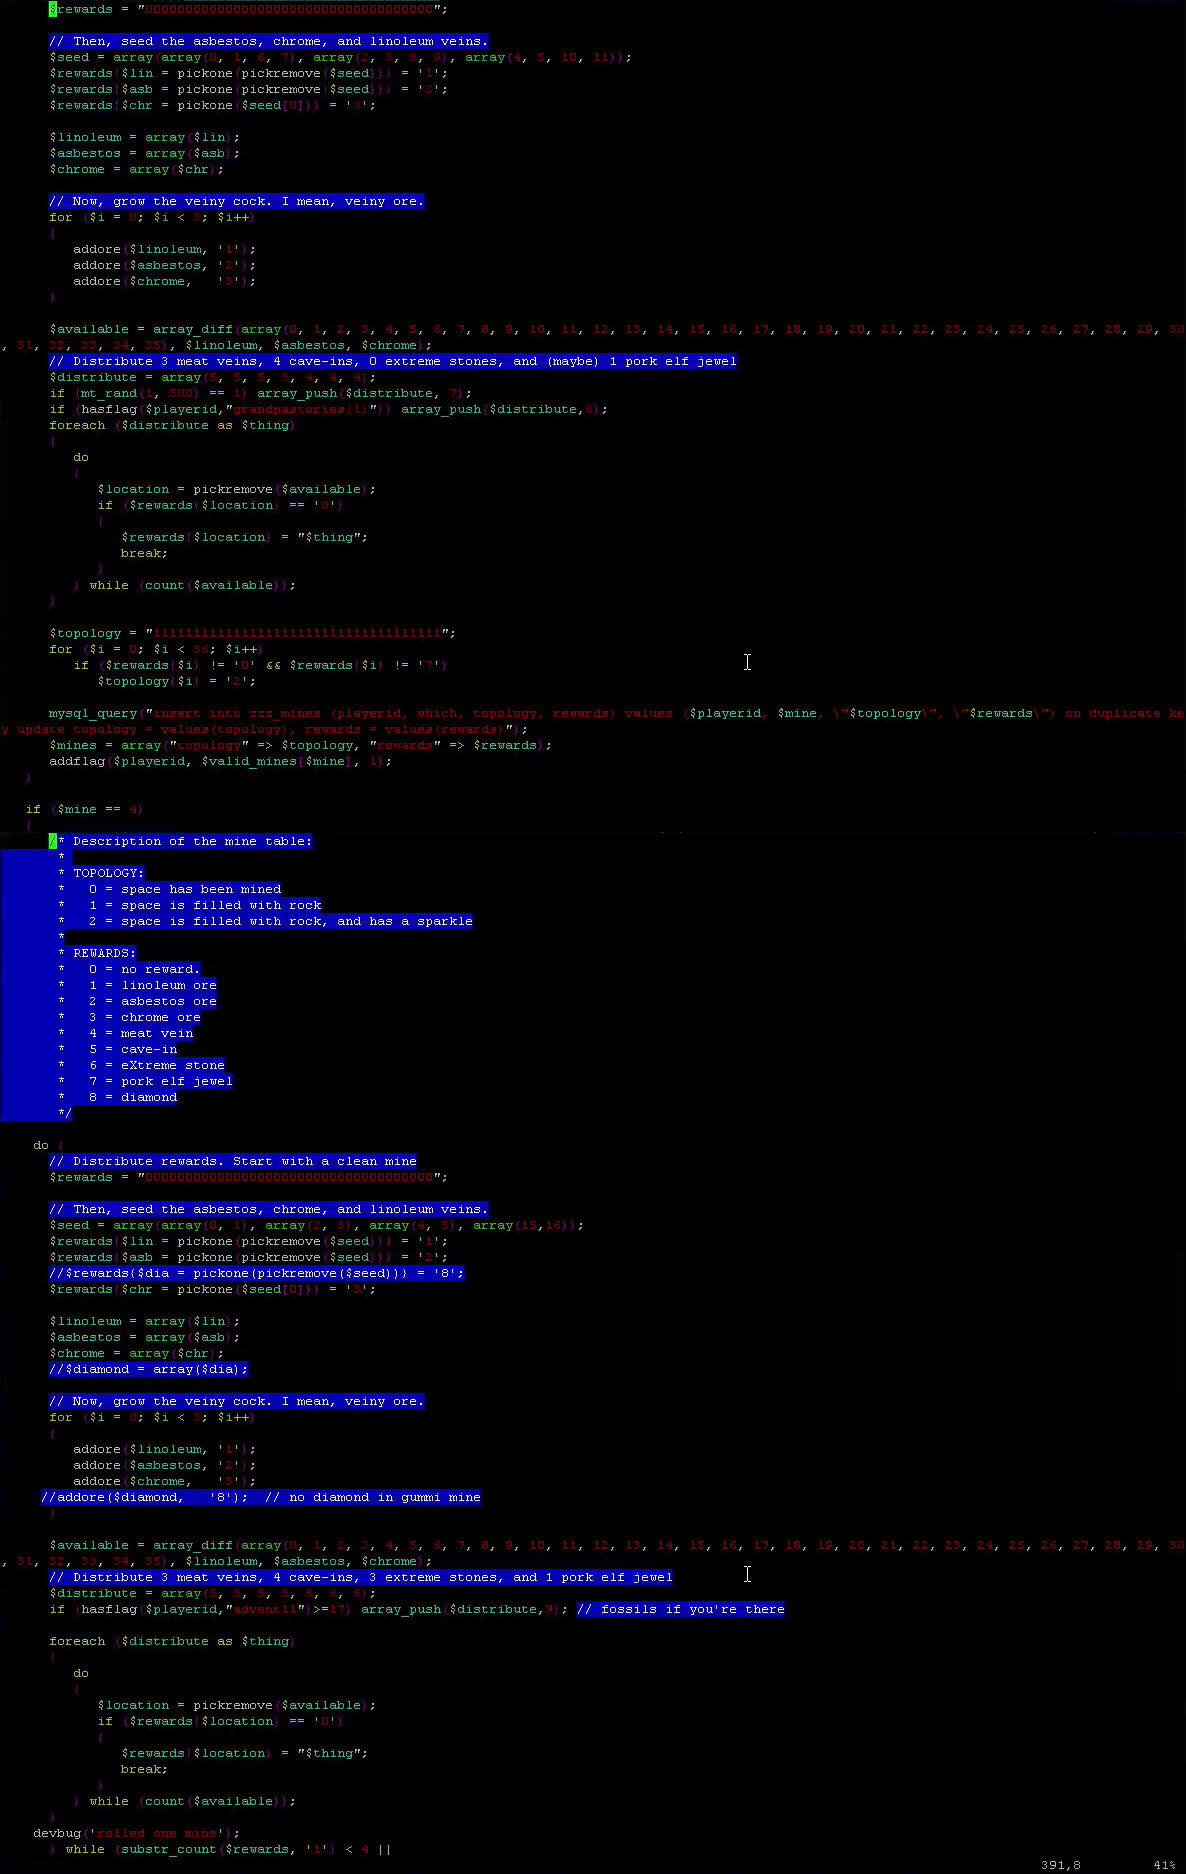 $rewards = "000000000000000000000000000000000000";
// Then, seed the asbestos, chrome, and linoleum veins.
$seed = array(array(0, 1, 6, 7), array(2, 3, 8, 9), array(4, 5, 10, 11));
$rewards{$lin = pickone(pickremove($seed))} = '1';
$rewards{$asb = pickone(pickremove($seed))} = '2';
$rewards{$chr = pickone($seed[0])} = '3';
$linoleum = array($lin);
$asbestos = array($asb);
$chrome = array($chr);
// Now, grow the veiny cock. I mean, veiny ore.
for ($i = 0; $i < 3; $i++)
{
addore($linoleum, '1');
addore($asbestos, '2');
addore($chrome,   '3');
}
$available = array_diff(array(0, 1, 2, 3, 4, 5, 6, 7, 8, 9, 10, 11, 12, 13, 14, 15, 16, 17, 18, 19, 20, 21, 22, 23, 24, 25, 26, 27, 28, 29, 30
, 31, 32, 33, 34, 35), $linoleum, $asbestos, $chrome);
// Distribute 3 meat veins, 4 cave-ins, 0 extreme stones, and (maybe) 1 pork elf jewel
$distribute = array(5, 5, 5, 5, 4, 4, 4);
if (mt_rand(1, 500) == 1) array_push($distribute, 7);
if (hasflag($playerid,"grandpastories(1)")) array_push($distribute,6);
foreach ($distribute as $thing)
{
do
{
$location = pickremove($available);
if ($rewards{$location} == '0')
{
$rewards{$location} = "$thing";
break;
}
} while (count($available));
}
$topology = "111111111111111111111111111111111111";
for ($i = 0; $i < 36; $i++)
if ($rewards{$i} != '0' && $rewards{$i} != '7')
$topology{$i} = '2';
mysql_query("insert into zzz_mines (playerid, which, topology, rewards) values ($playerid, $mine, \"$topology\", \"$rewards\") on duplicate ke
y update topology = values(topology), rewards = values(rewards)");
$mines = array("topology" => $topology, "rewards" => $rewards);
addflag($playerid, $valid_mines[$mine], 1);
}
if ($mine == 4)
{
/* Description of the mine table:
*
* TOPOLOGY:
*   0 = space has been mined
*   1 = space is filled with rock
*   2 = space is filled with rock, and has a sparkle
*
* REWARDS:
*   0 = no reward.
*   1 = linoleum ore
*   2 = asbestos ore
*   3 = chrome ore
*   4 = meat vein
*   5 = cave-in
*   6 = eXtreme stone
*   7 = pork elf jewel
*   8 = diamond
*/
do {
// Distribute rewards. Start with a clean mine
$rewards = "000000000000000000000000000000000000";
// Then, seed the asbestos, chrome, and linoleum veins.
$seed = array(array(0, 1), array(2, 3), array(4, 5), array(15,16));
$rewards{$lin = pickone(pickremove($seed))} = '1';
$rewards{$asb = pickone(pickremove($seed))} = '2';
//$rewards{$dia = pickone(pickremove($seed))} = '8';
$rewards{$chr = pickone($seed[0])} = '3';
$linoleum = array($lin);
$asbestos = array($asb);
$chrome = array($chr);
//$diamond = array($dia);
// Now, grow the veiny cock. I mean, veiny ore.
for ($i = 0; $i < 3; $i++)
{
addore($linoleum, '1');
addore($asbestos, '2');
addore($chrome,   '3');
//addore($diamond,   '8');  // no diamond in gummi mine
}
$available = array_diff(array(0, 1, 2, 3, 4, 5, 6, 7, 8, 9, 10, 11, 12, 13, 14, 15, 16, 17, 18, 19, 20, 21, 22, 23, 24, 25, 26, 27, 28, 29, 30
, 31, 32, 33, 34, 35), $linoleum, $asbestos, $chrome);
// Distribute 3 meat veins, 4 cave-ins, 3 extreme stones, and 1 pork elf jewel
$distribute = array(5, 5, 5, 5, 6, 6, 6);
if (hasflag($playerid,"advent11")>=17) array_push($distribute,9); // fossils if you're there
foreach ($distribute as $thing)
{
do
{
$location = pickremove($available);
if ($rewards{$location} == '0')
{
$rewards{$location} = "$thing";
break;
}
} while (count($available));
}
devbug('rolled one mine');
} while (substr_count($rewards, '1') < 4 ||
391,8 41%